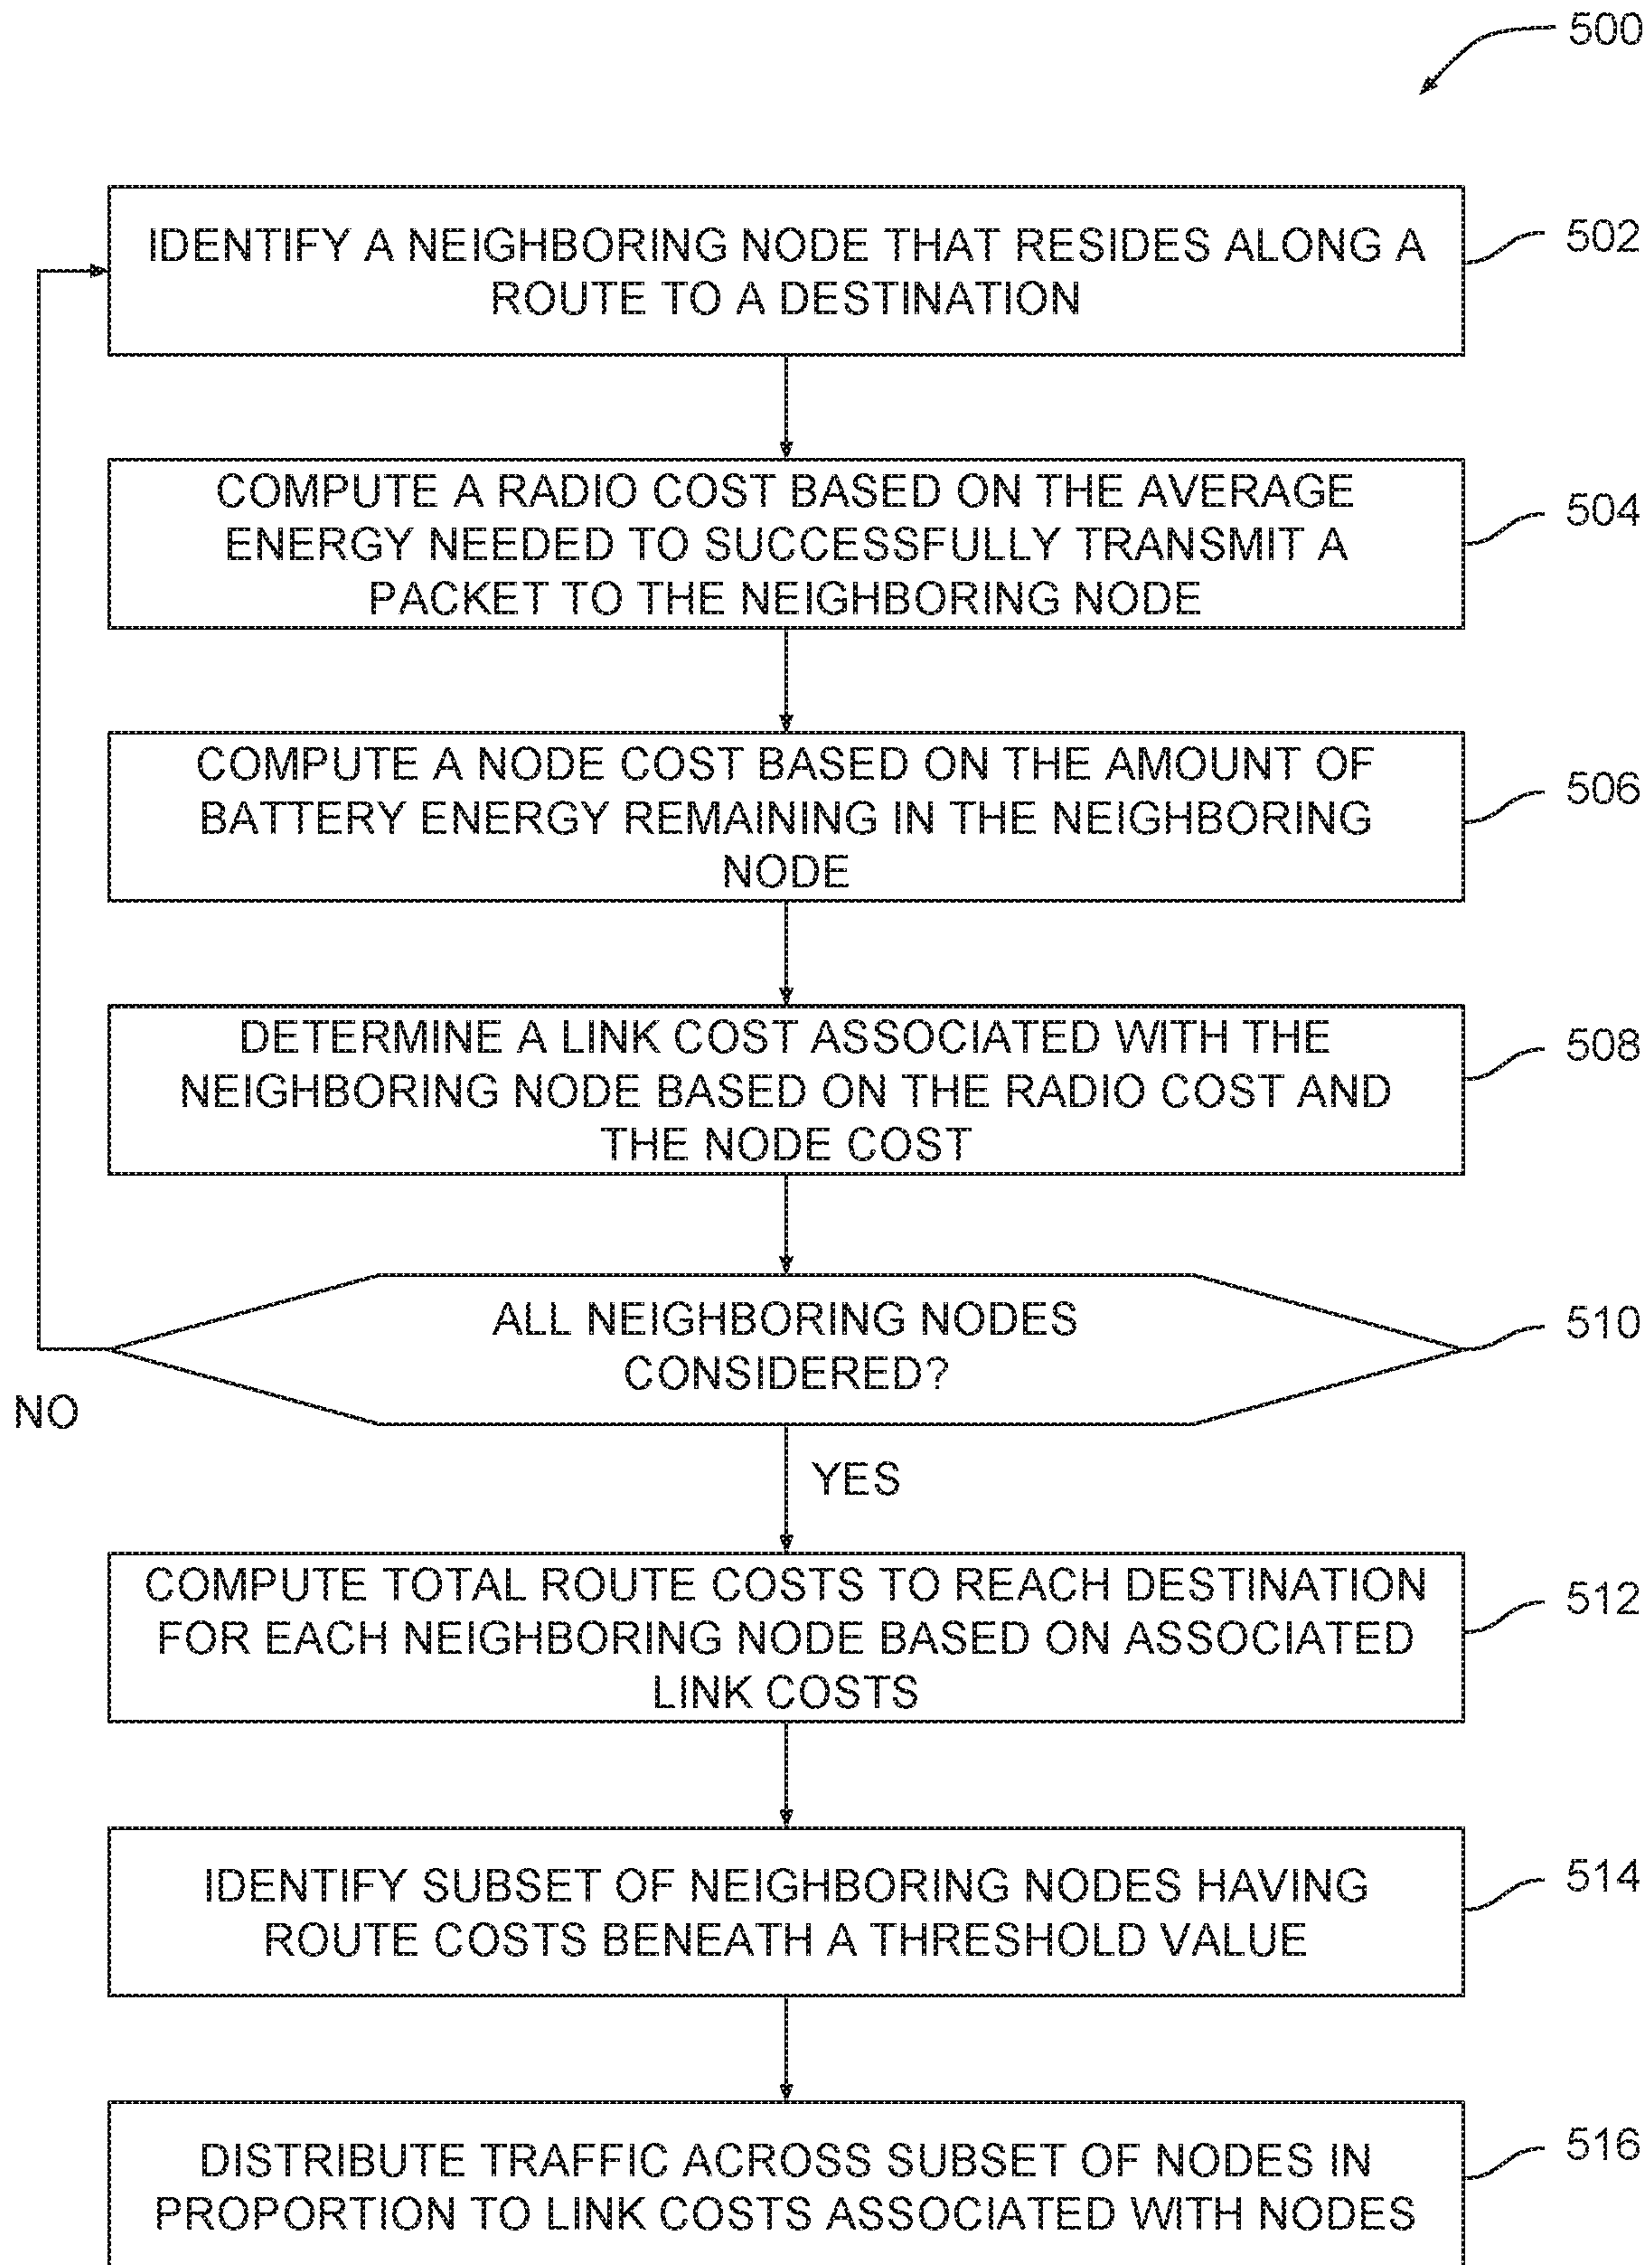 500
IDENTIFY A NEIGHBORING NODE THAT RESIDES ALONG A
ROUTE TO A DESTINATION
502
COMPUTE A RADIO COST BASED ON THE AVERAGE
ENERGY NEEDED TO SUCCESSFULLY TRANSMIT A
PACKET TO THE NEIGHBORING NODE
504
COMPUTE A NODE COST BASED ON THE AMOUNT OF
BATTERY ENERGY REMAINING IN THE NEIGHBORING
NODE
506
DETERMINE A LINK COST ASSOCIATED WITH THE
NEIGHBORING NODE BASED ON THE RADIO COST AND
THE NODE COST
508
ALL NEIGHBORING NODES
CONSIDERED?
510
NO
YES
COMPUTE TOTAL ROUTE COSTS TO REACH DESTINATION
FOR EACH NEIGHBORING NODE BASED ON ASSOCIATED
LINK COSTS
512
IDENTIFY SUBSET OF NEIGHBORING NODES HAVING
ROUTE COSTS BENEATH A THRESHOLD VALUE
514
DISTRIBUTE TRAFFIC ACROSS SUBSET OF NODES IN
PROPORTION TO LINK COSTS ASSOCIATED WITH NODES
516